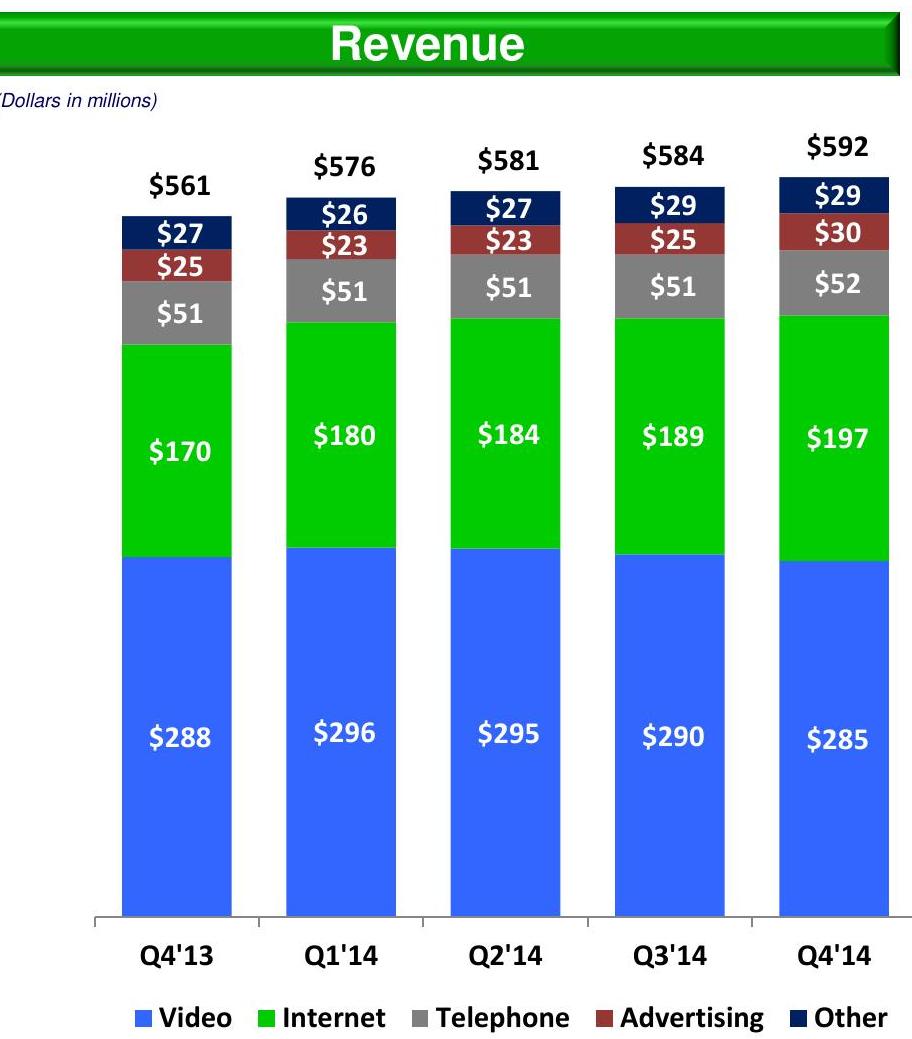 Revenue
(Dollars in millions)
$561 $576 $581 $584 $592
$27 $26 $27 $29 $29
$25 $23 $23 $25 $30
$51 $51 $51 $51 $52
$170 $180 $184 $189 $197
$288 $296 $295 $290 $285
Q4'13 Q1'14 Q2'14 Q3'14 Q4'14
Video Internet Telephone Advertising Other